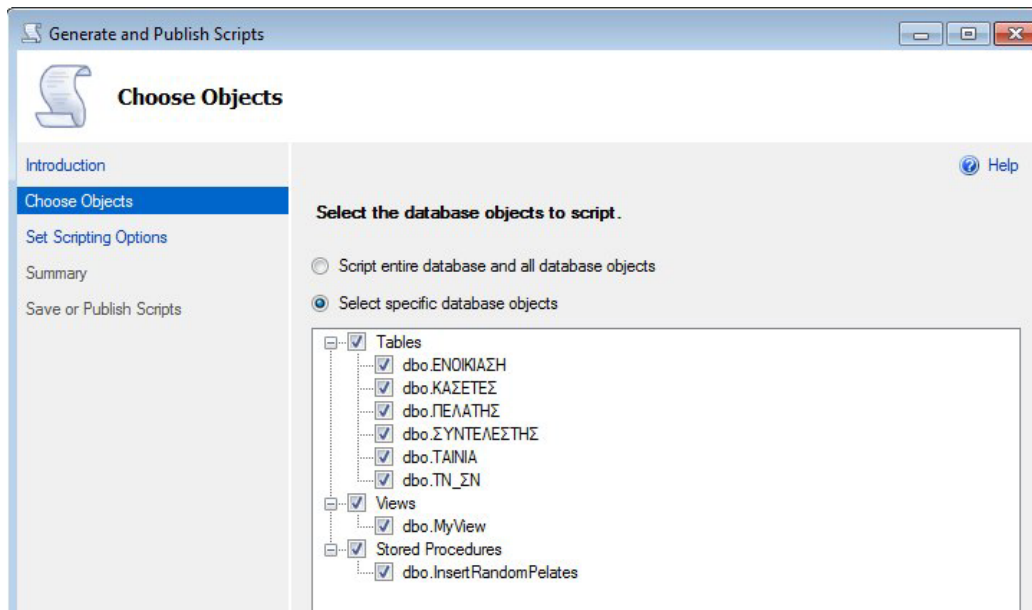 Generate and Publish Scripts
Choose Objects
Introduction
Help
Choose Objects
Select the database objects to script.
Set Scripting Options
Script entire database and all database objects
Summary
Select specific database objects
Save or Publish Scripts
Tables
dbo.ΕΝΟΙΚΙΑΣΗ
dbo.ΚΑΣΕΤΕΣ
dbo.ΠΕΛΑΤΗΣ
dbo.ΣΥΝΤΕΛΕΣΤΗΣ
dbo.ΤΑΙΝΙΑ
dbo.ΤΝ_ΣΝ
Views
dbo.MyView
Stored Procedures
dbo.InsertRandomPelates